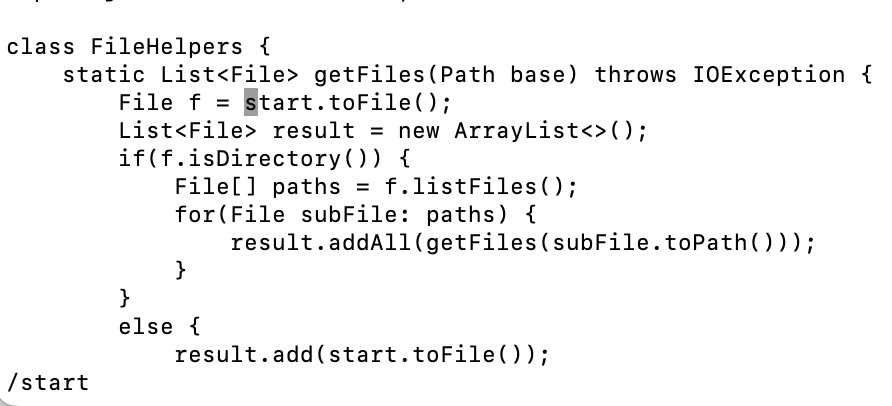 class FileHelpers {
    static List<File> getFiles(Path base) throws IOException {
        File f = start.toFile();
        List<File> result = new ArrayList<>();
        if(f.isDirectory()) {
            File[] paths = f.listFiles();
            for(File subFile: paths) {
                result.addAll(getFiles(subFile.toPath()));
            }
        }
        else {
            result.add(start.toFile());
/start